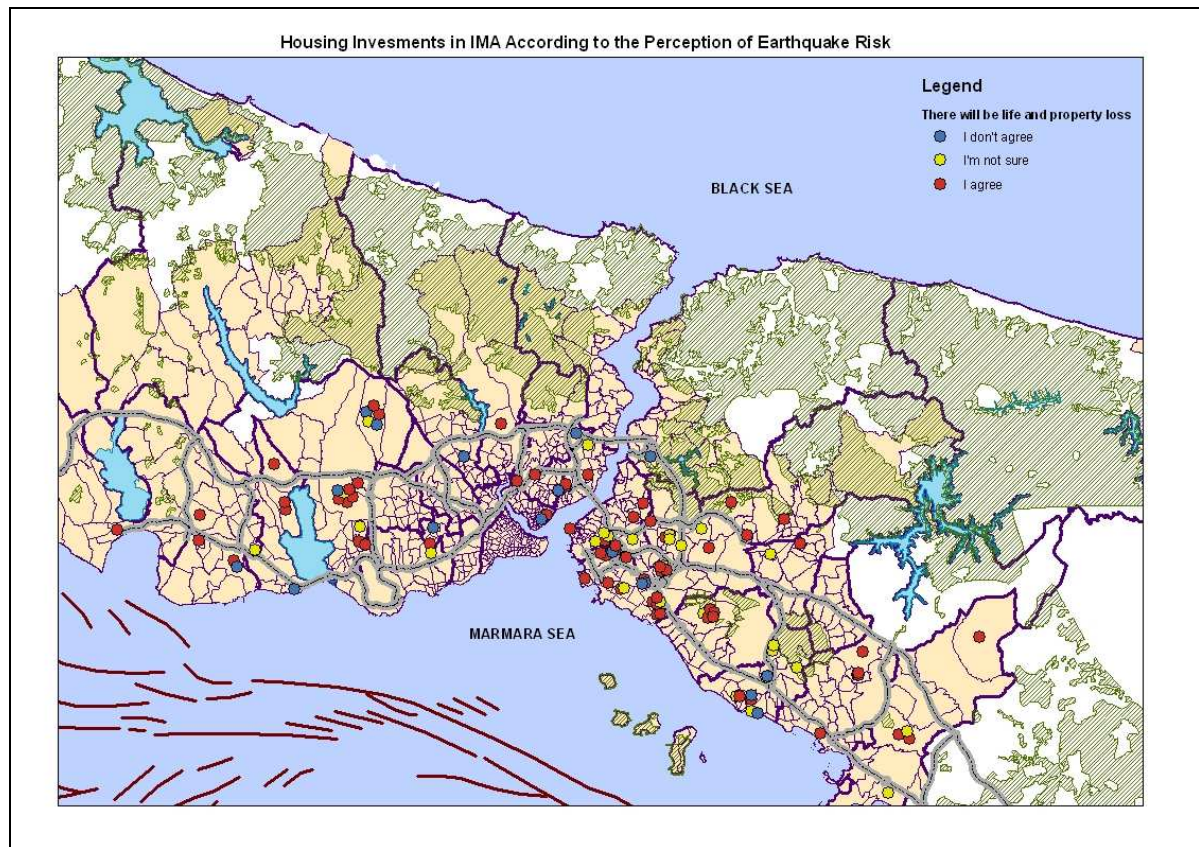 Housing Invesments in IMA According to the Perception of Earthquake Risk
Legend
There will be life and property loss
I don't agree
I'm not sure
I agree
BLACK SEA
MARMARA SEA